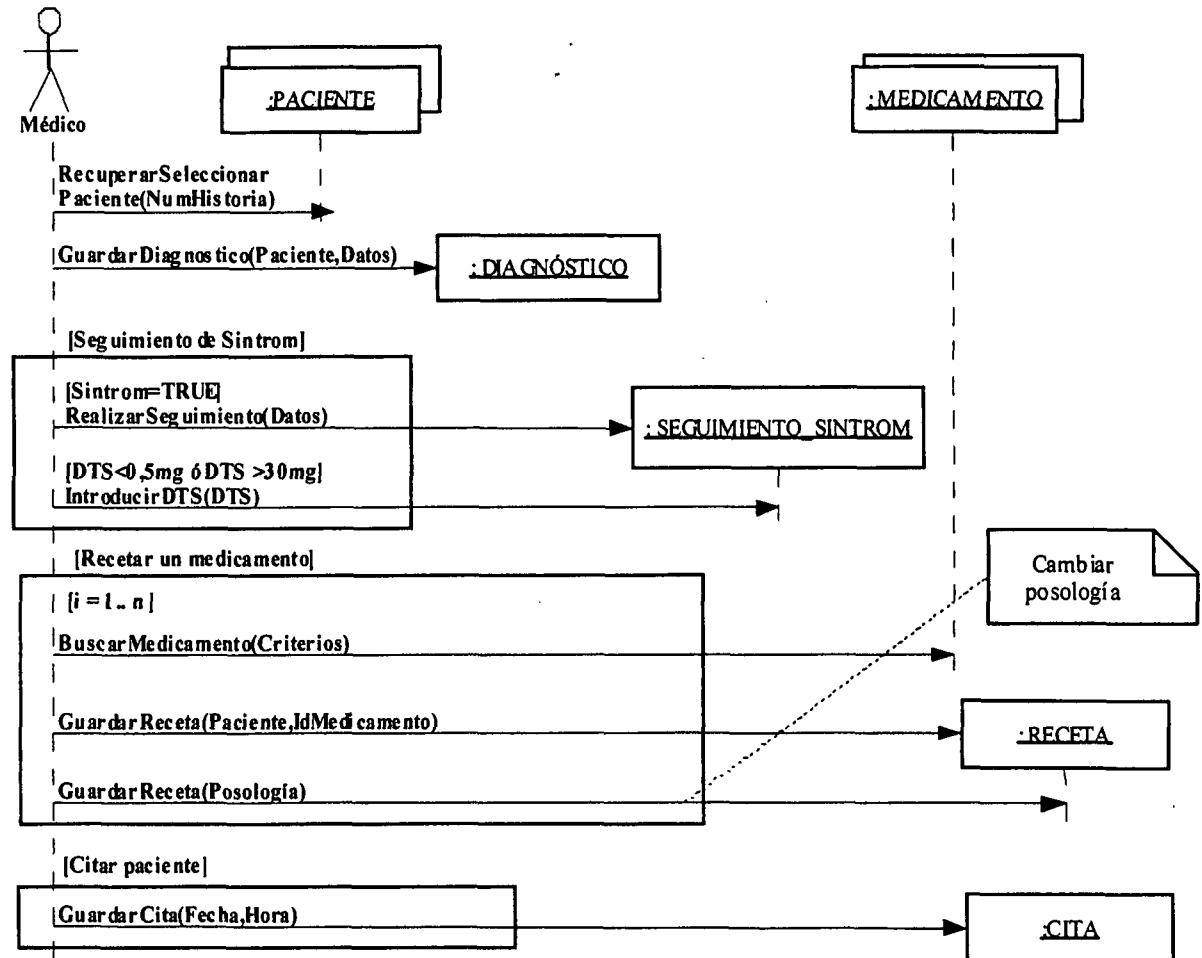 :PACIENTE
:MEDICAMENTO
Médico
RecuperarSeleccionar
Paciente(NumHistoria)
GuardarDiagnostico(Paciente,Datos)
: DIAGNÓSTICO
[Seguimiento de Sintrom]
[Sintrom=TRUE]
RealizarSeguimiento(Datos)
: SEGUIMIENTO_SINTROM
[DTS<0,5mg ó DTS >30mg]
IntroducirDTS(DTS)
[Recetar un medicamento]
Cambiar
posología
[i = 1.. n]
BuscarMedicamento(Criterios)
GuardarReceta(Paciente,IdMedicamento)
:RECETA
GuardarReceta(Posología)
[Citar paciente]
GuardarCita(Fecha,Hora)
:CITA